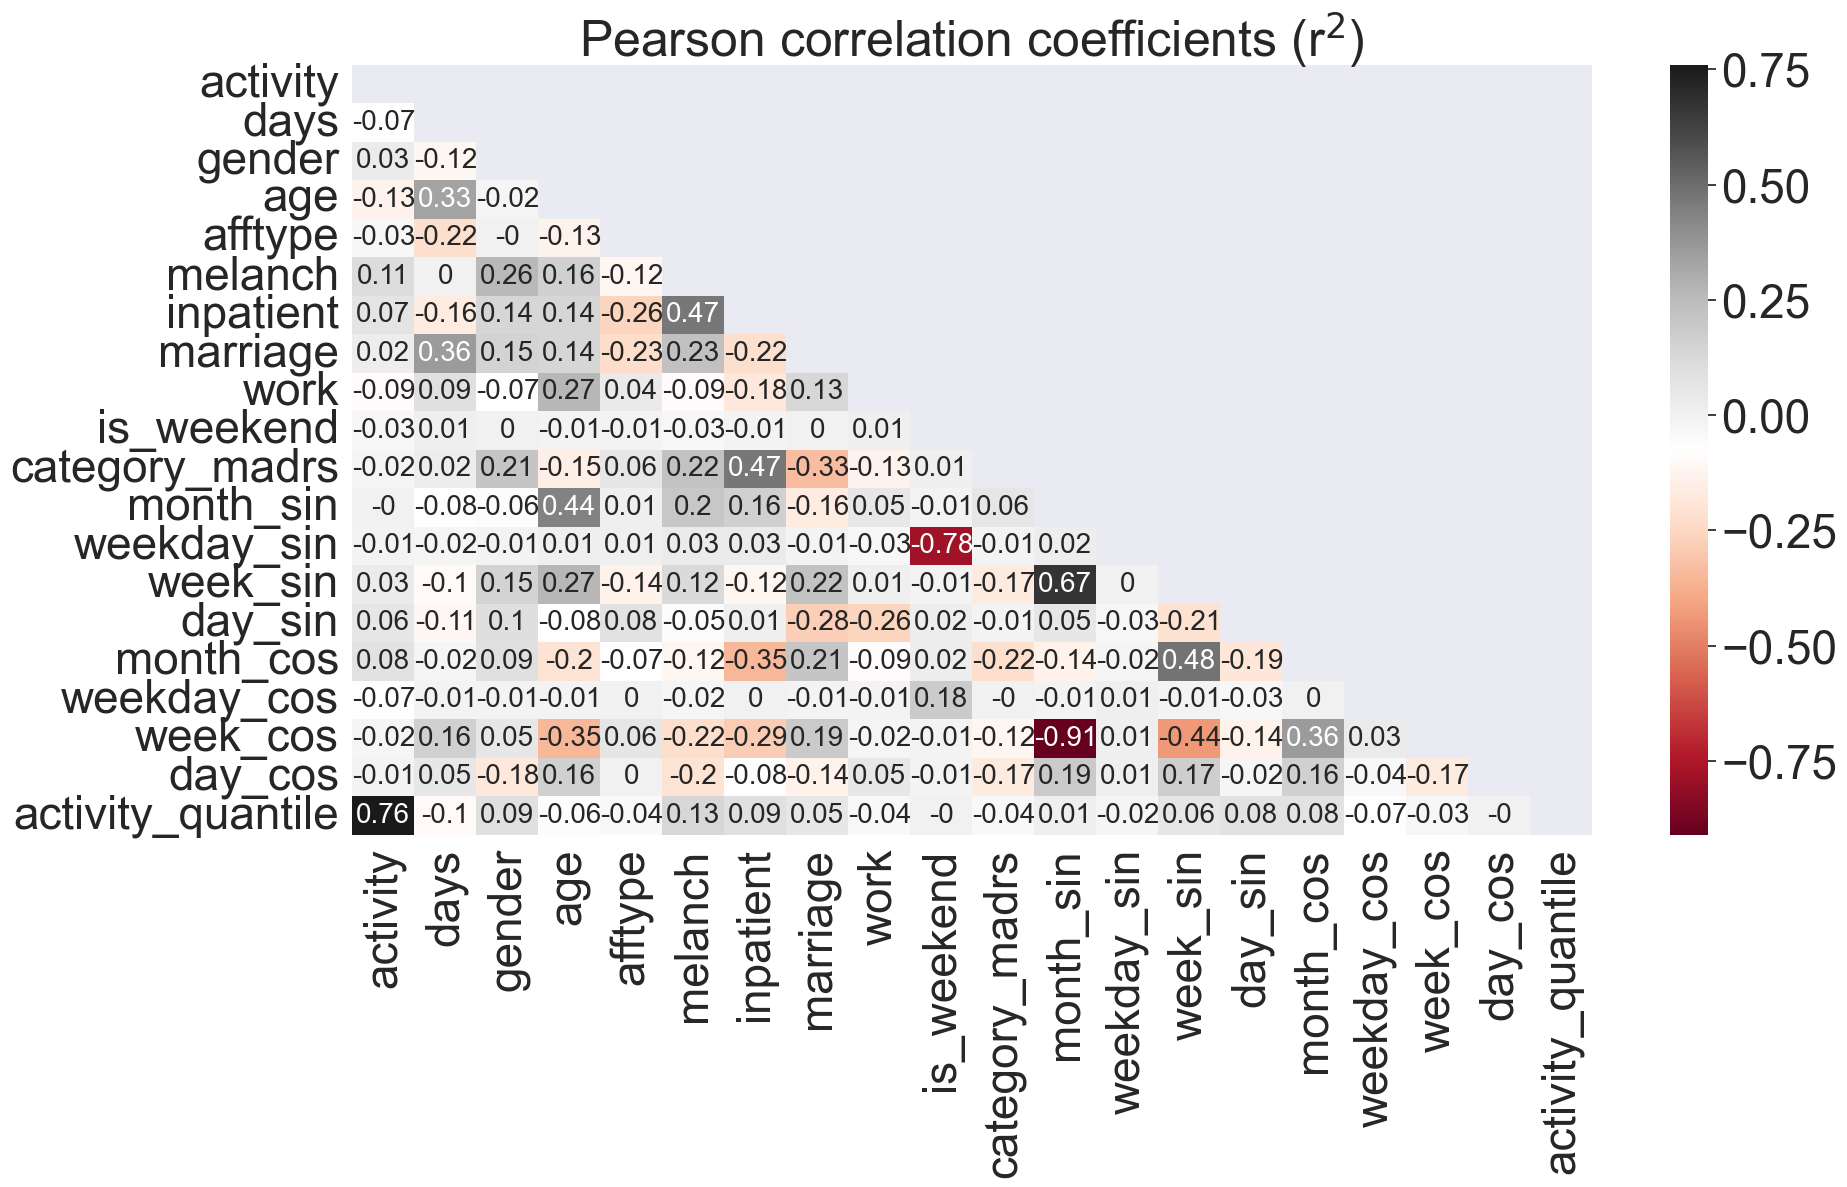 Pearson correlation coefficients (r²)
activity
days -0.07
gender 0.03 -0.12
age -0.13 0.33 -0.02
afftype -0.03 -0.22 -0 -0.13
melanch 0.11 0 0.26 0.16 -0.12
inpatient 0.07 -0.16 0.14 0.14 -0.26 0.47
marriage 0.02 0.36 0.15 0.14 -0.23 0.23 -0.22
work -0.09 0.09 -0.07 0.27 0.04 -0.09 -0.18 0.13
is_weekend -0.03 0.01 0 -0.01 -0.01 -0.03 -0.01 0 0.01
category_madrs -0.02 0.02 0.21 -0.15 0.06 0.22 0.47 -0.33 -0.13 0.01
month_sin -0 -0.08 -0.06 0.44 0.01 0.2 0.16 -0.16 0.05 -0.01 0.06
weekday_sin -0.01 -0.02 -0.01 0.01 0.01 0.03 0.03 -0.01 -0.03 -0.78 -0.01 0.02
week_sin 0.03 -0.1 0.15 0.27 -0.14 0.12 -0.12 0.22 0.01 -0.01 -0.17 0.67 0
day_sin 0.06 -0.11 0.1 -0.08 0.08 -0.05 0.01 -0.28 -0.26 0.02 -0.01 0.05 -0.03 -0.21
month_cos 0.08 -0.02 0.09 -0.2 -0.07 -0.12 -0.35 0.21 -0.09 0.02 -0.22 -0.14 -0.02 0.48 -0.19
weekday_cos -0.07 -0.01 -0.01 -0.01 0 -0.02 0 -0.01 -0.01 0.18 -0 -0.01 0.01 -0.01 -0.03 0
week_cos -0.02 0.16 0.05 -0.35 0.06 -0.22 -0.29 0.19 -0.02 -0.01 -0.12 -0.91 0.01 -0.44 -0.14 0.36 0.03
day_cos -0.01 0.05 -0.18 0.16 0 -0.2 -0.08 -0.14 0.05 -0.01 -0.17 0.19 0.01 0.17 -0.02 0.16 -0.04 -0.17
activity_quantile 0.76 -0.1 0.09 -0.06 -0.04 0.13 0.09 0.05 -0.04 -0 -0.04 0.01 -0.02 0.06 0.08 0.08 -0.07 -0.03 -0
activity
days
gender
age
afftype
melanch
inpatient
marriage
work
is_weekend
category_madrs
month_sin
weekday_sin
week_sin
day_sin
month_cos
weekday_cos
week_cos
day_cos
activity_quantile
0.75
0.50
0.25
0.00
−0.25
−0.50
−0.75